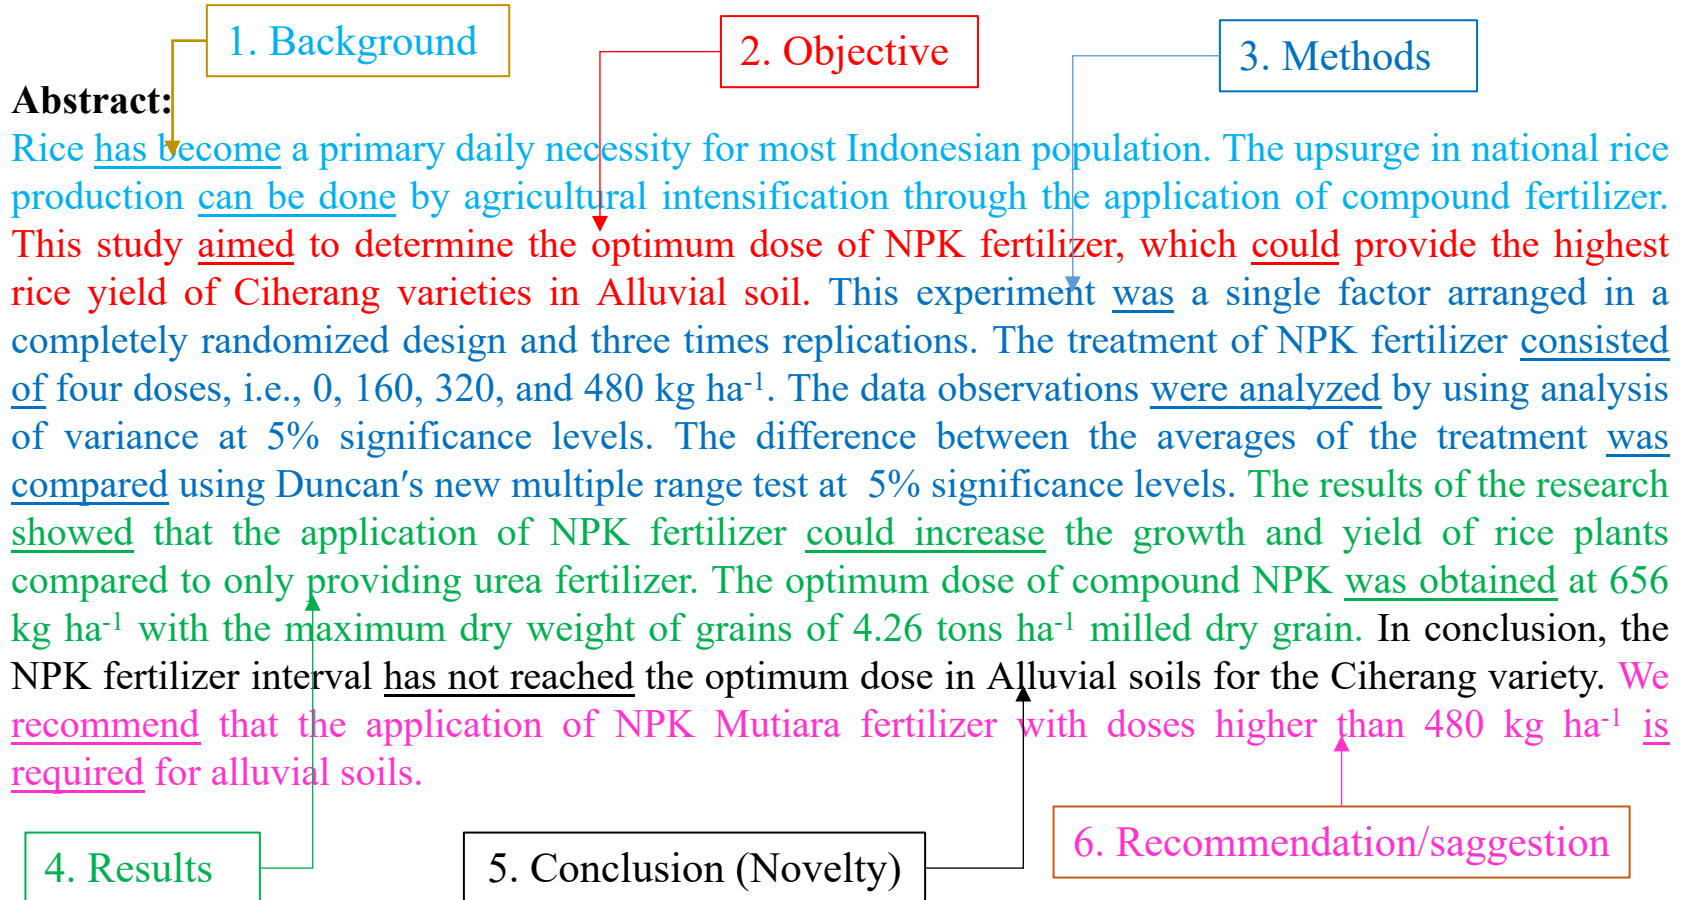 1. Background
2. Objective
3. Methods
Abstract:
Rice has become a primary daily necessity for most Indonesian population. The upsurge in national rice
production can be done by agricultural intensification through the application of compound fertilizer.
This study aimed to determine the optimum dose of NPK fertilizer, which could provide the highest
rice yield of Ciherang varieties in Alluvial soil. This experiment was a single factor arranged in a
completely randomized design and three times replications. The treatment of NPK fertilizer consisted
of four doses, i.e., 0, 160, 320, and 480 kg ha⁻¹. The data observations were analyzed by using analysis
of variance at 5% significance levels. The difference between the averages of the treatment was
compared using Duncan′s new multiple range test at  5% significance levels. The results of the research
showed that the application of NPK fertilizer could increase the growth and yield of rice plants
compared to only providing urea fertilizer. The optimum dose of compound NPK was obtained at 656
kg ha⁻¹ with the maximum dry weight of grains of 4.26 tons ha⁻¹ milled dry grain. In conclusion, the
NPK fertilizer interval has not reached the optimum dose in Alluvial soils for the Ciherang variety. We
recommend that the application of NPK Mutiara fertilizer with doses higher than 480 kg ha⁻¹ is
required for alluvial soils.
4. Results
5. Conclusion (Novelty)
6. Recommendation/saggestion